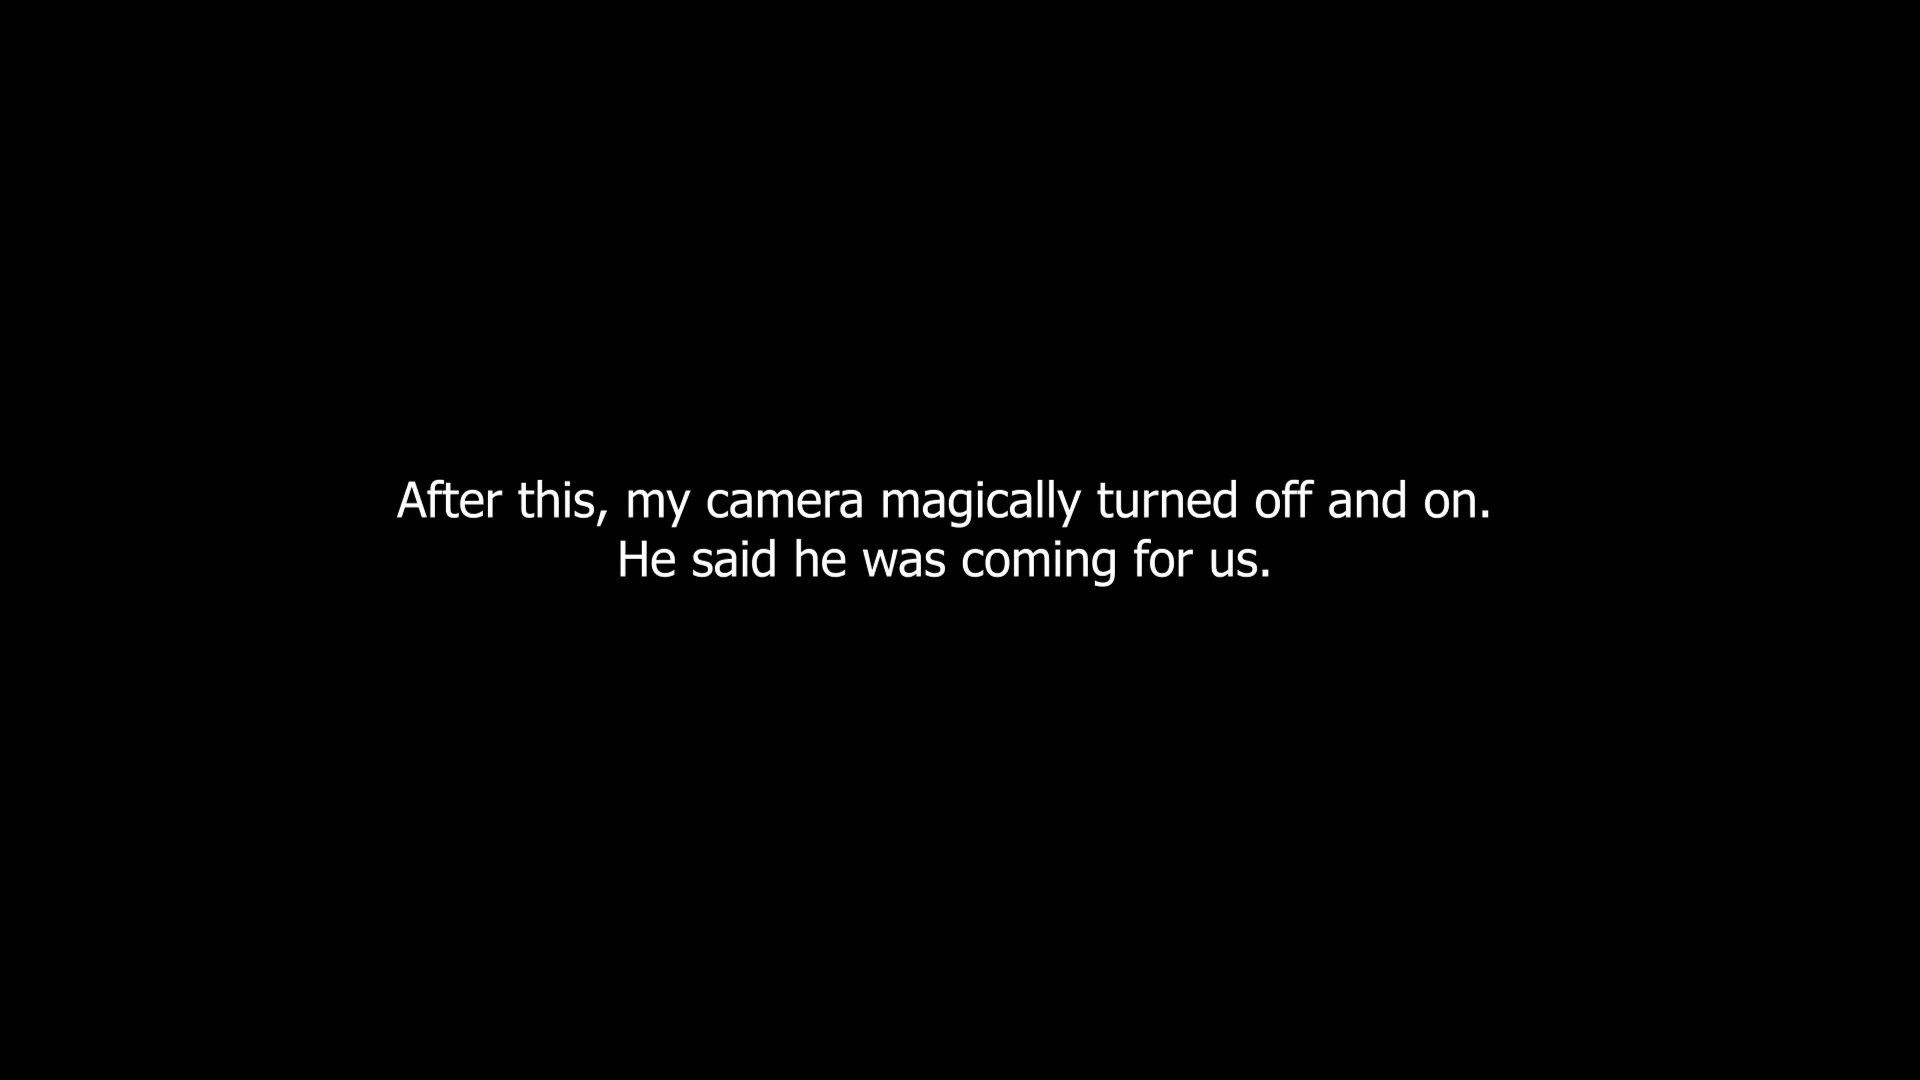 After this, my camera magically turned off and on.
He said he was coming for us.